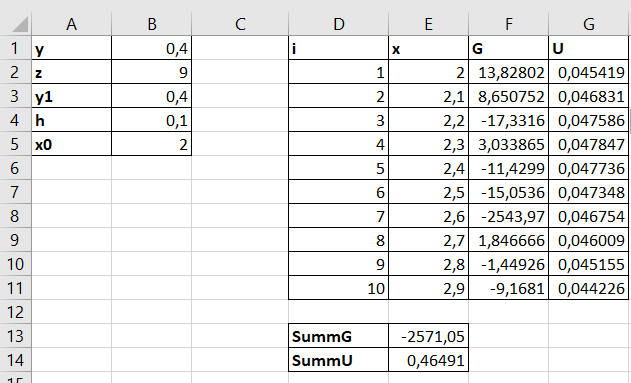 A B C D E F G
1 y 0,4 i x G U
2 z 9 1 2 13,82802 0,045419
3 y1 0,4 2 2,1 8,650752 0,046831
4 h 0,1 3 2,2 -17,3316 0,047586
5 x0 2 4 2,3 3,033865 0,047847
6 5 2,4 -11,4299 0,047736
7 6 2,5 -15,0536 0,047348
8 7 2,6 -2543,97 0,046754
9 8 2,7 1,846666 0,046009
10 9 2,8 -1,44926 0,045155
11 10 2,9 -9,1681 0,044226
12
13 SummG -2571,05
14 SummU 0,46491